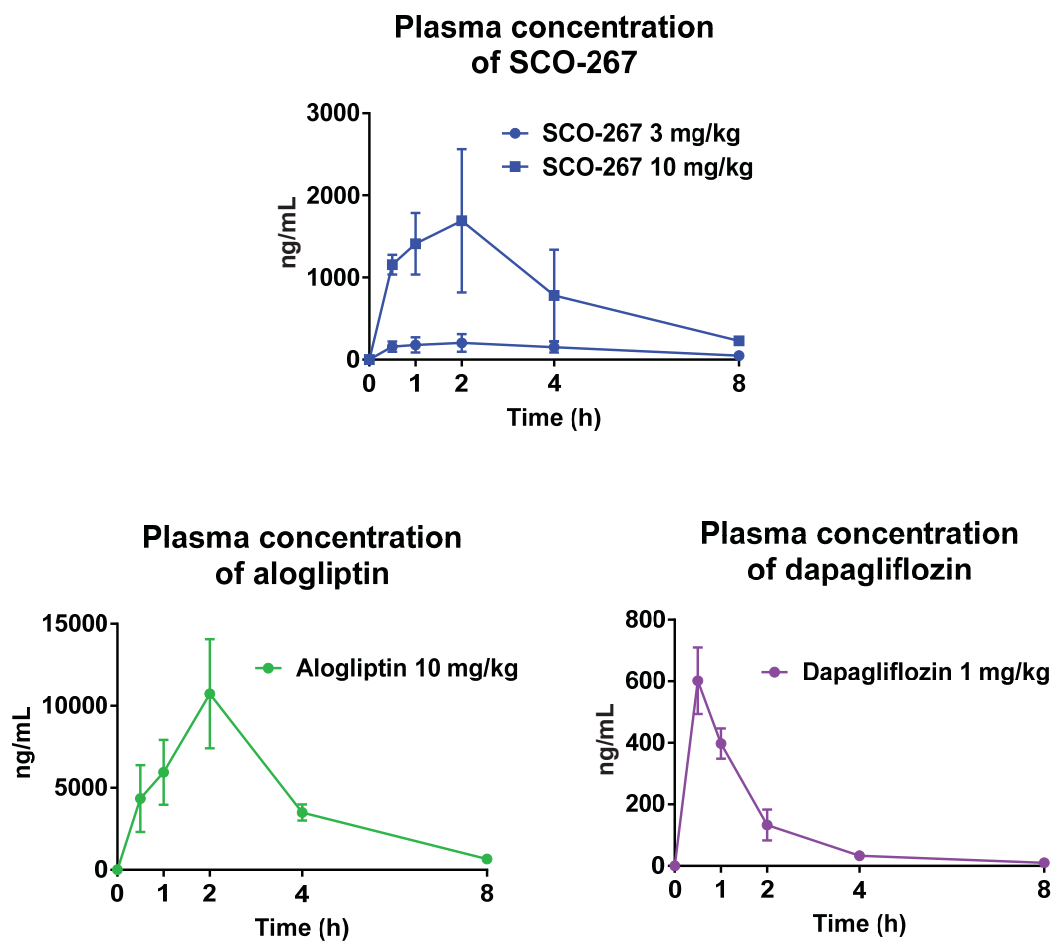 Plasma concentration
of SCO-267
3000
2000
1000
0
ng/mL
SCO-267 3 mg/kg
SCO-267 10 mg/kg
0 1 2 4 8
Time (h)
Plasma concentration
of alogliptin
15000
10000
5000
0
ng/mL
Alogliptin 10 mg/kg
0 1 2 4 8
Time (h)
Plasma concentration
of dapagliflozin
800
600
400
200
0
ng/mL
Dapagliflozin 1 mg/kg
0 1 2 4 8
Time (h)